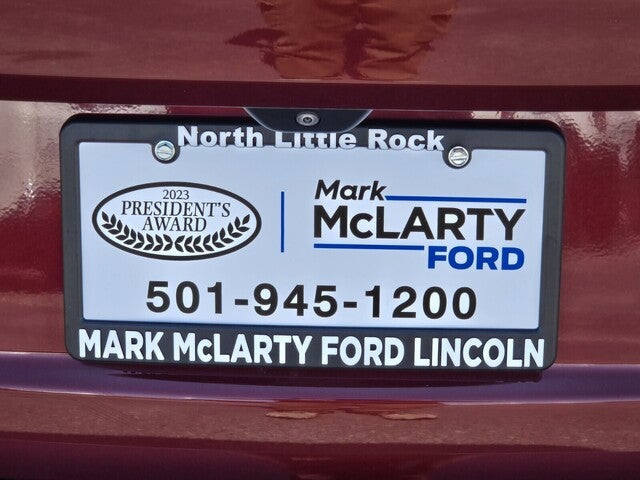 North Little Rock
2023
PRESIDENT'S
AWARD
Mark
McLARTY
FORD
501-945-1200
MARK McLARTY FORD LINCOLN